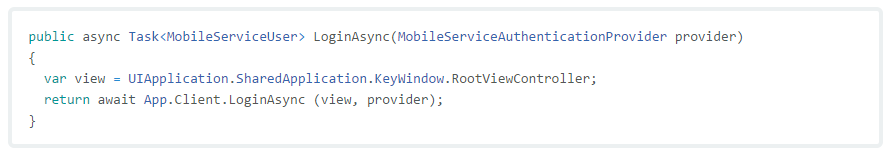 public async Task<MobileServiceUser> LoginAsync(MobileServiceAuthenticationProvider provider)
{
  var view = UIApplication.SharedApplication.KeyWindow.RootViewController;
  return await App.Client.LoginAsync (view, provider);
}